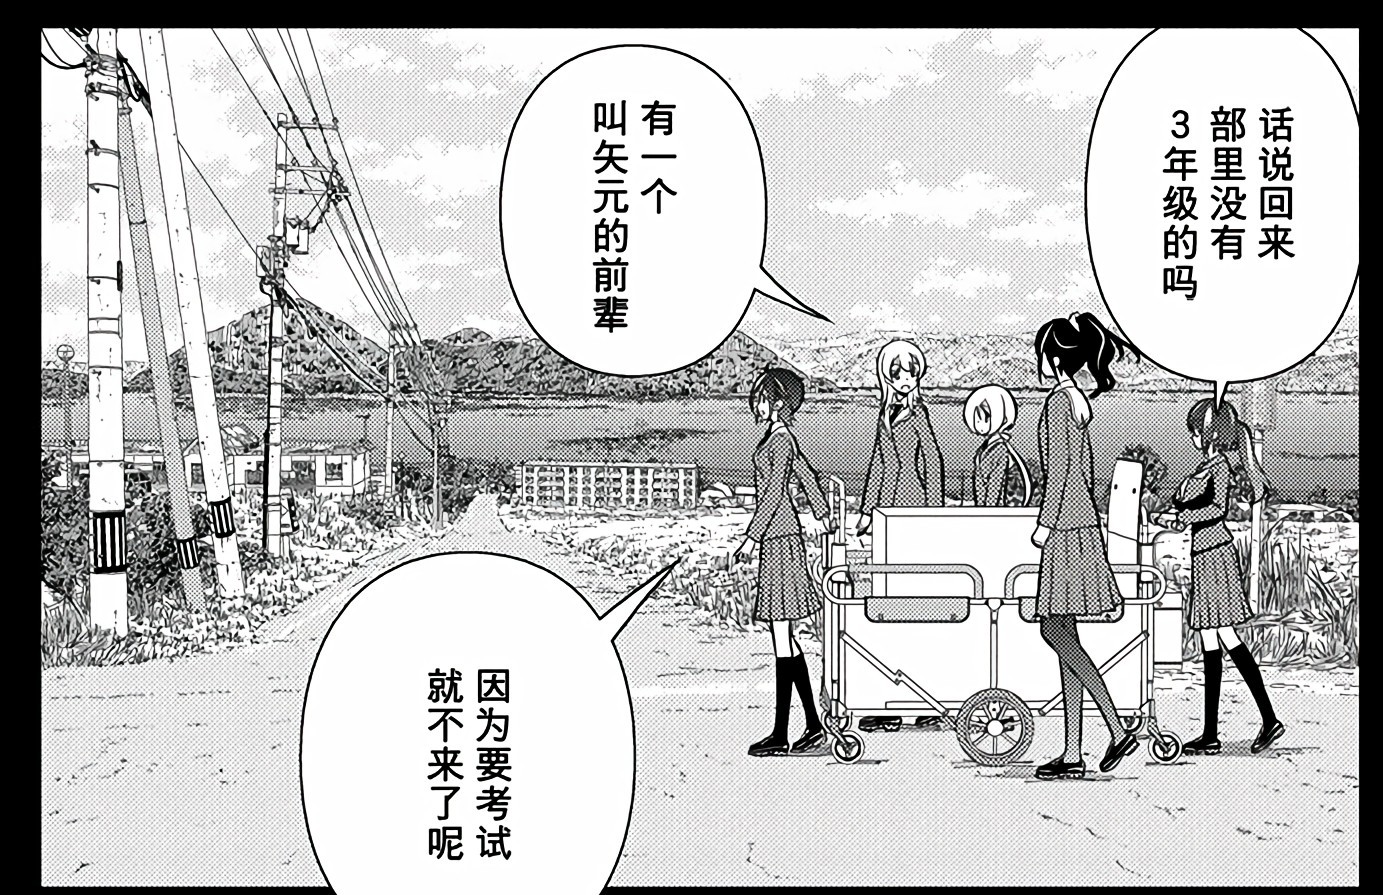 话说回来
部里没有
3年级的吗
有一个
叫矢元的前辈
因为要考试
就不来了呢